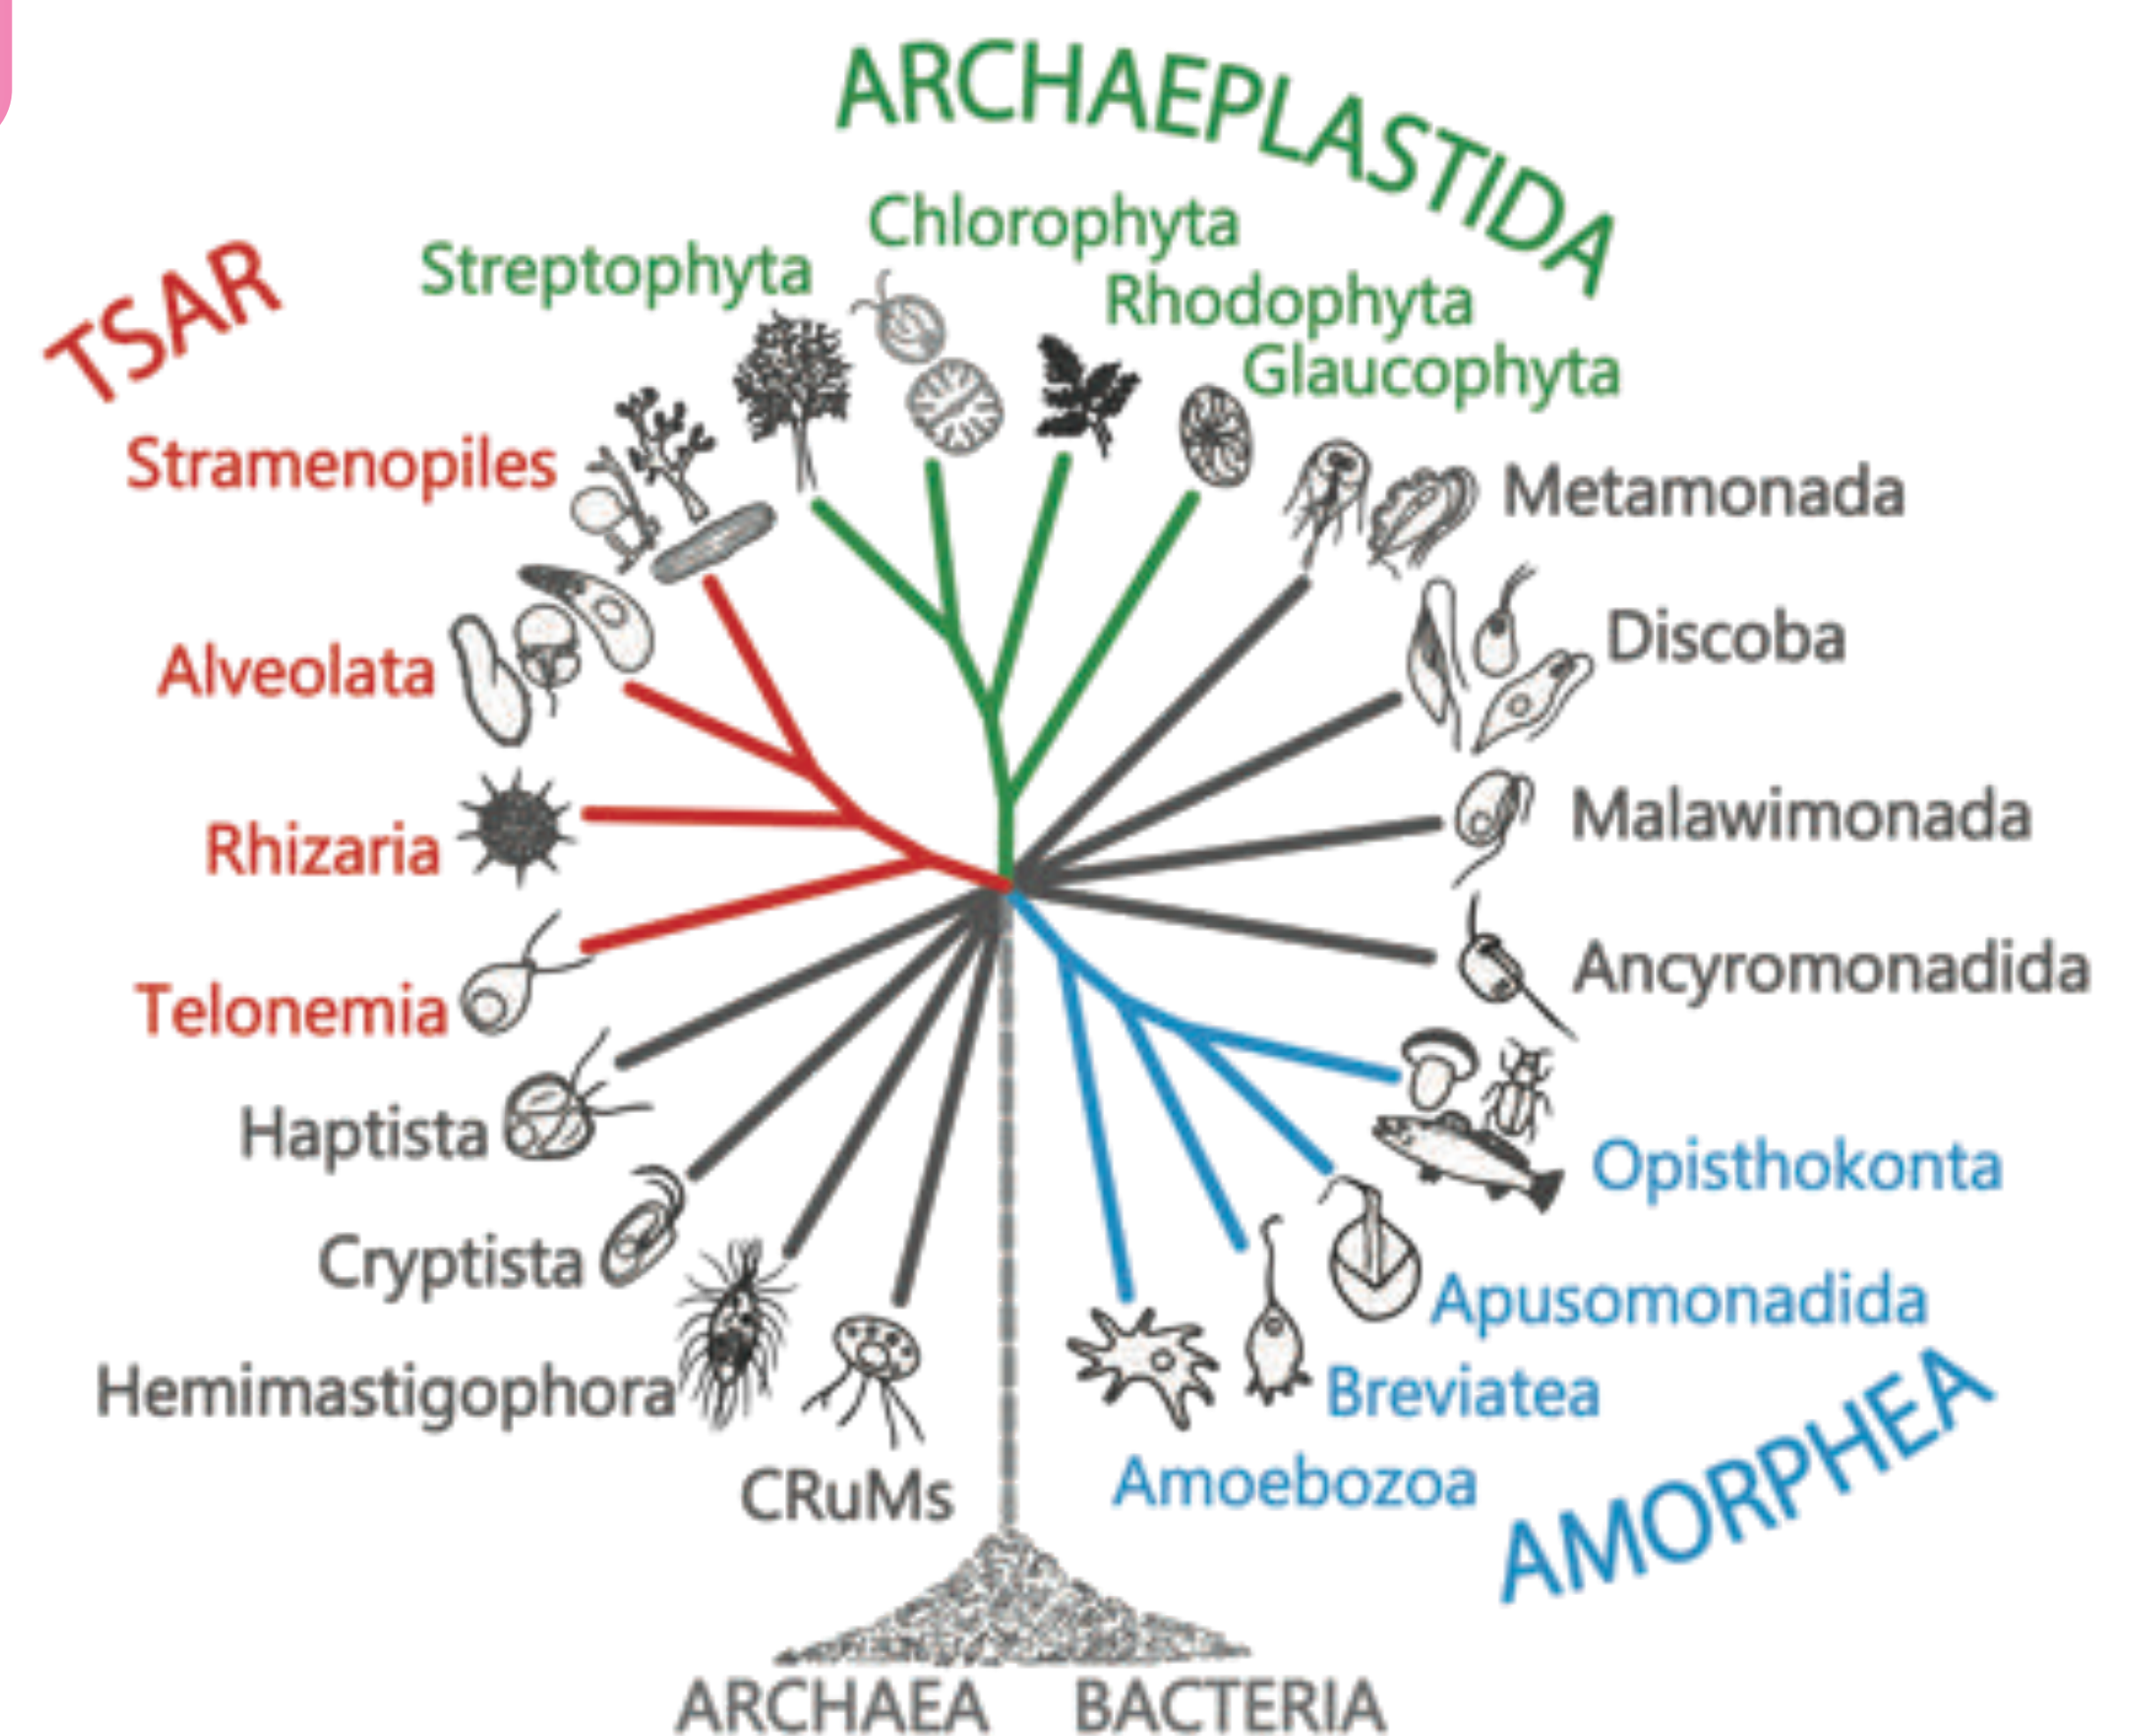 ARCHAEPLASTIDA
Chlorophyta
Streptophyta
TSAR
Rhodophyta
Glaucophyta
Stramenopiles
Metamonada
Discoba
Alveolata
Malawimonada
Rhizaria
Ancyromonadida
Telonemia
Haptista
Opisthokonta
Cryptista
Apusomonadida
Hemimastigophora
Breviatea
CRuMs
Amoebozoa
AMORPHEA
ARCHAEA BACTERIA